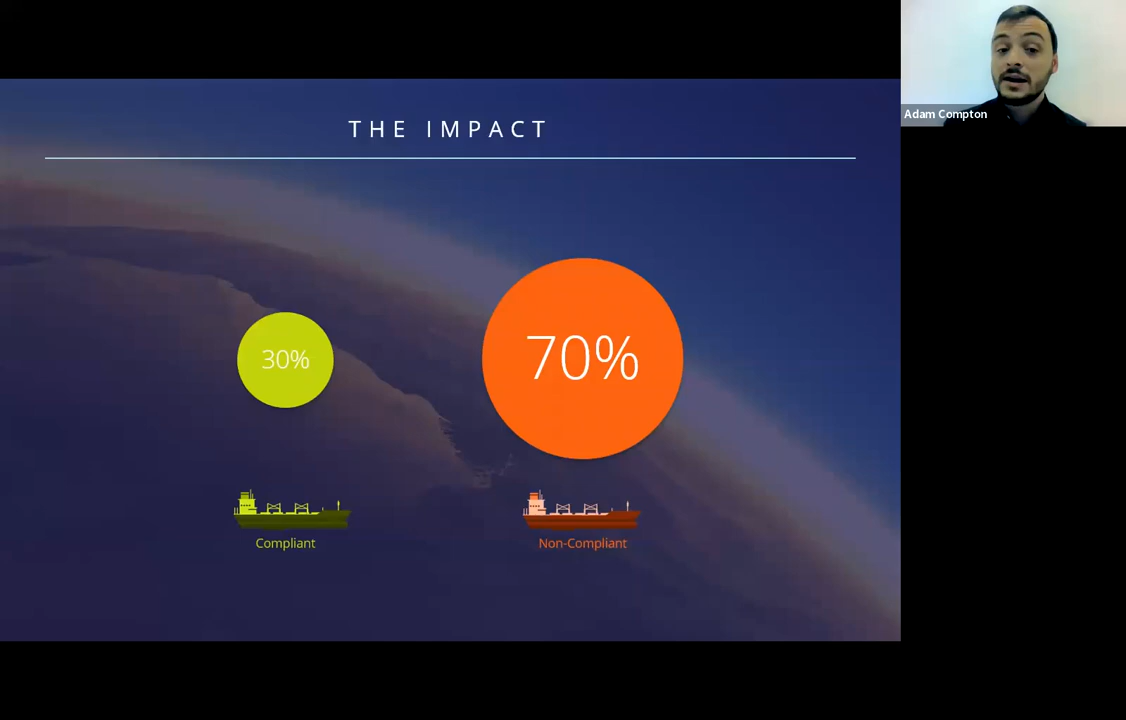 THE IMPACT
30%
70%
Compliant
Non-Compliant
Adam Compton